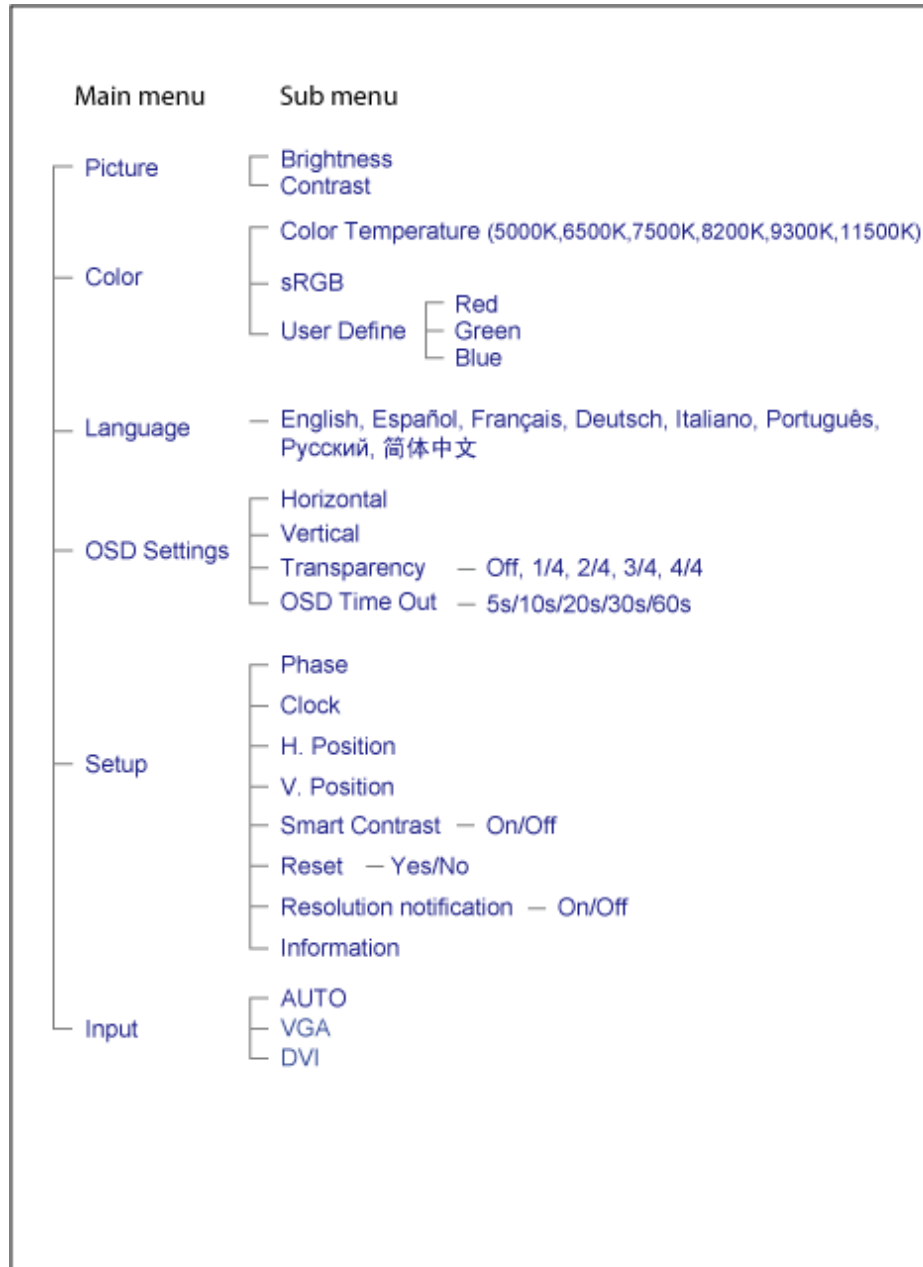 Main menu Sub menu
Picture Brightness
Contrast
Color Temperature (5000K,6500K,7500K,8200K,9300K,11500K)
Color sRGB
User Define Red
Green
Blue
Language — English, Español, Français, Deutsch, Italiano, Português,
Русский, 简体中文
OSD Settings Horizontal
Vertical
Transparency — Off, 1/4, 2/4, 3/4, 4/4
OSD Time Out — 5s/10s/20s/30s/60s
Setup Phase
Clock
H. Position
V. Position
Smart Contrast — On/Off
Reset — Yes/No
Resolution notification — On/Off
Information
Input AUTO
VGA
DVI